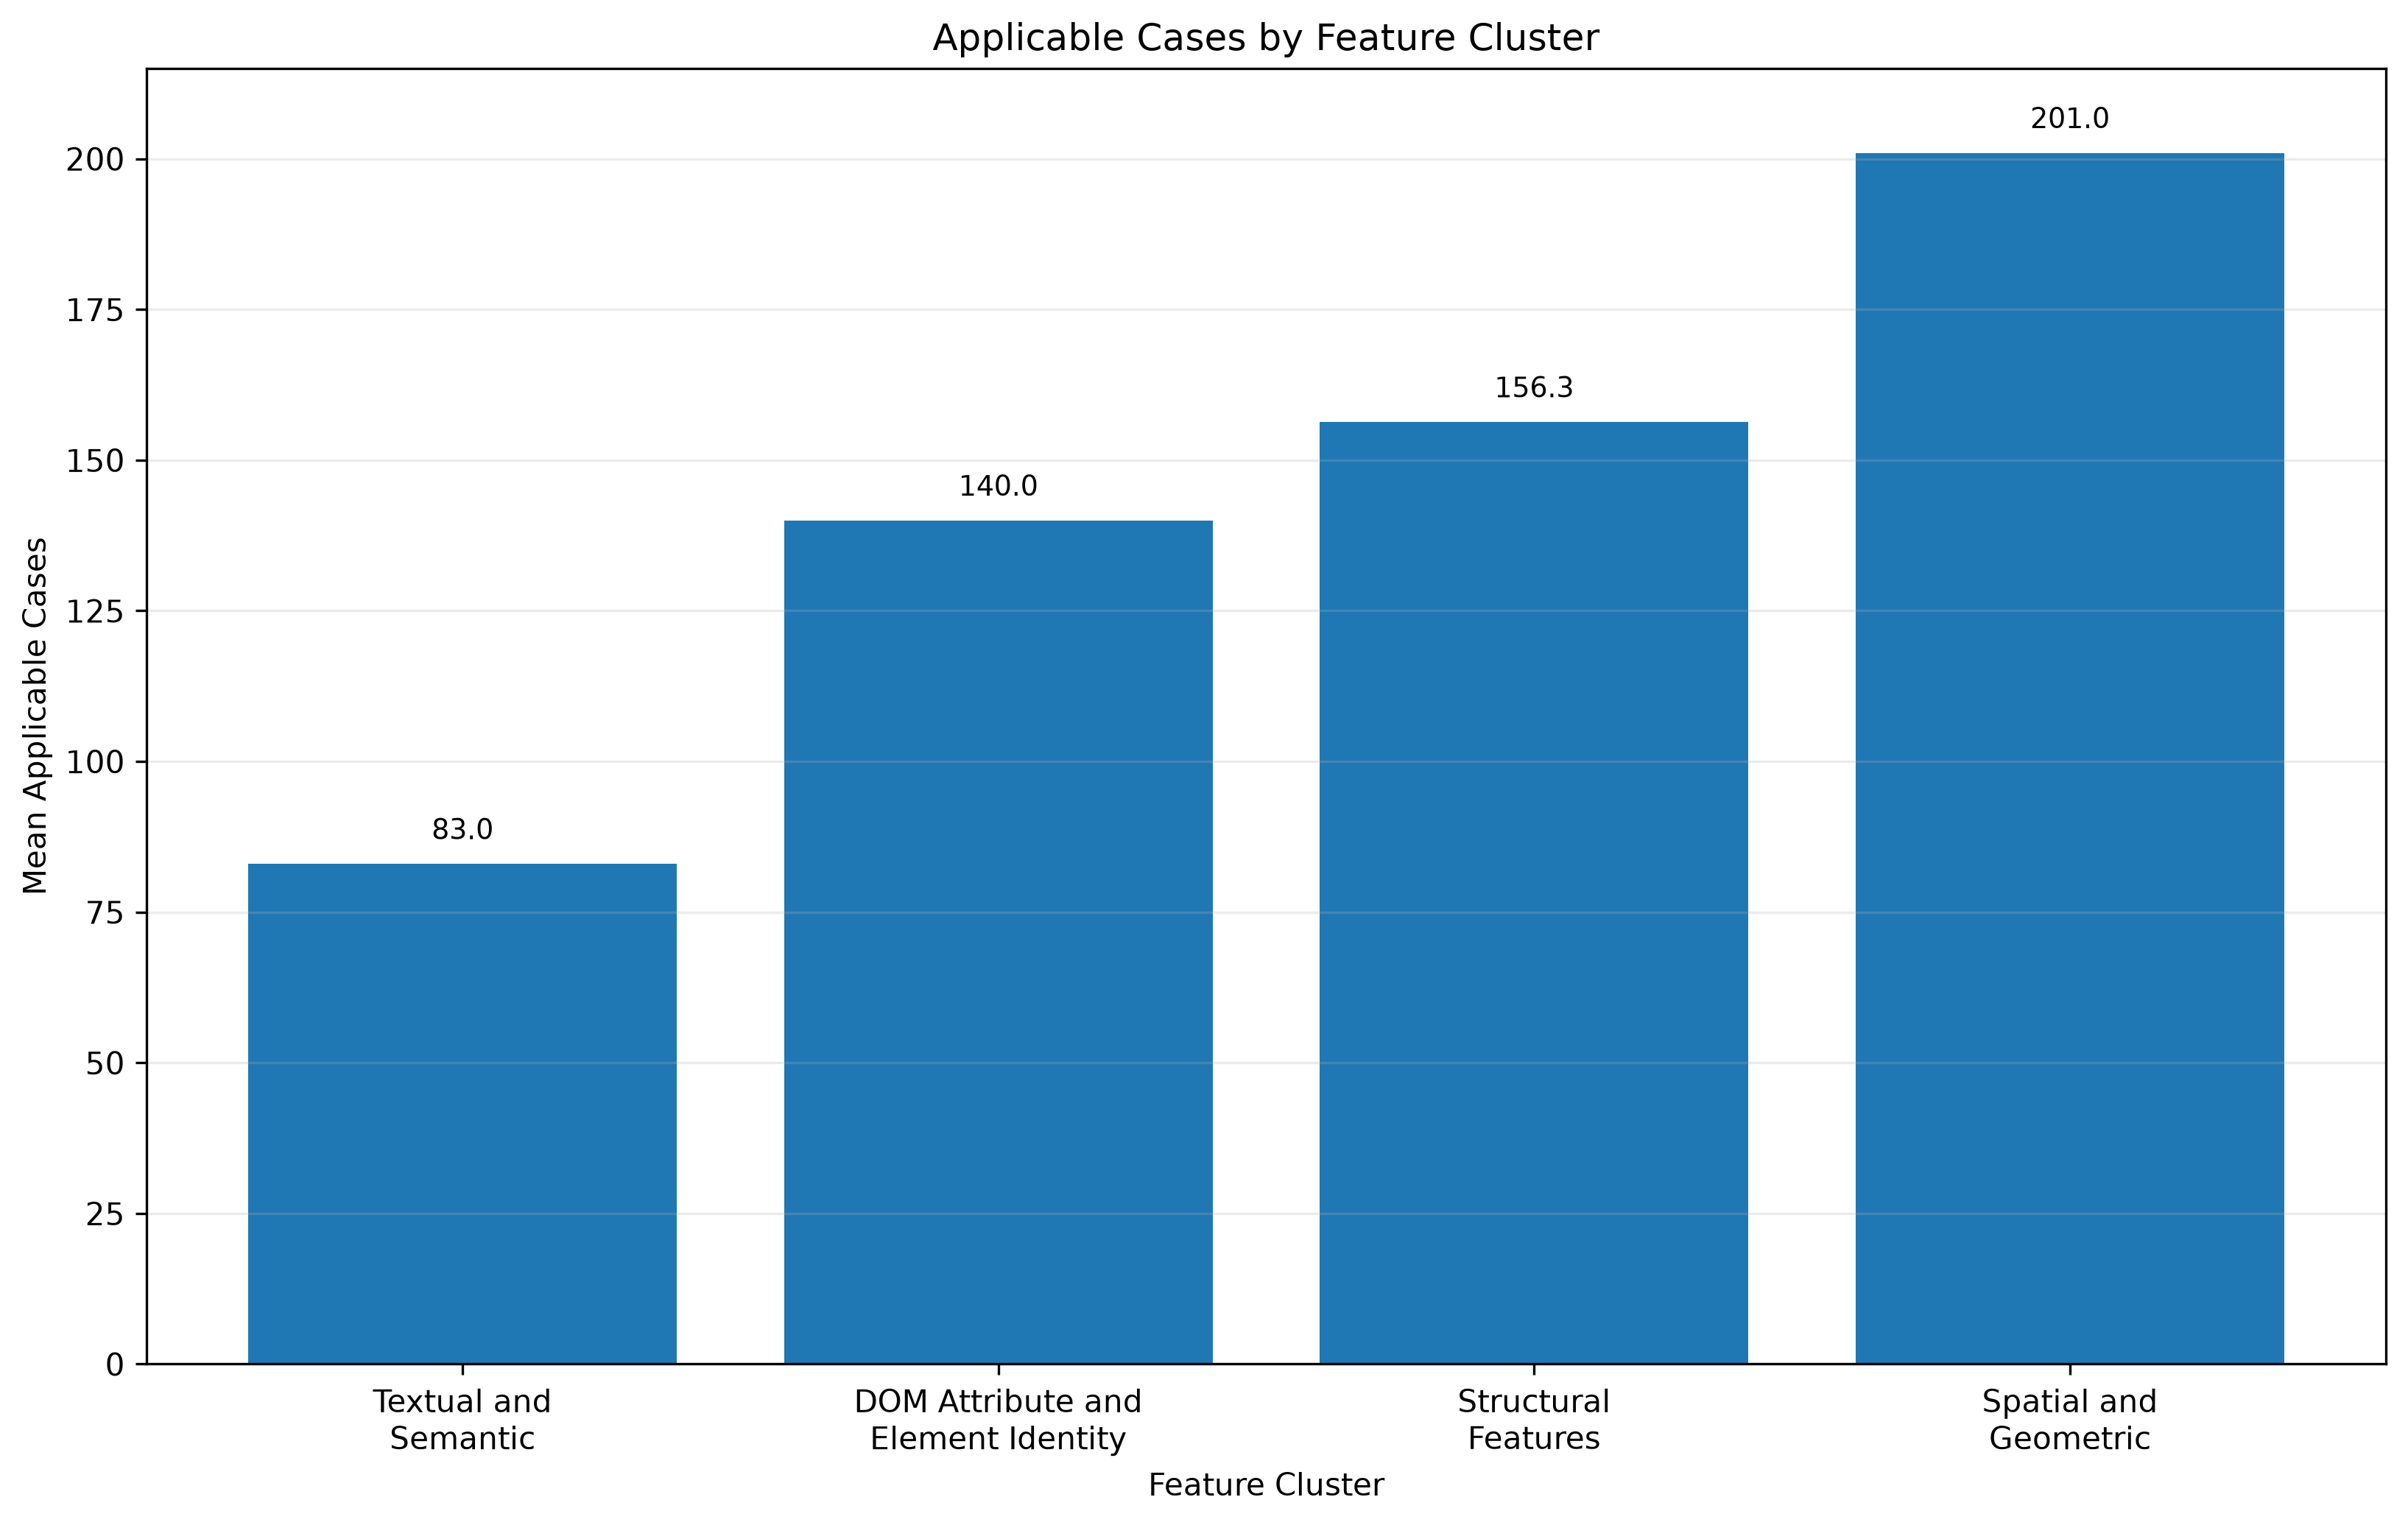 Applicable Cases by Feature Cluster
Mean Applicable Cases
200
175
150
125
100
75
50
25
0
83.0
140.0
156.3
201.0
Textual and
Semantic
DOM Attribute and
Element Identity
Structural
Features
Spatial and
Geometric
Feature Cluster